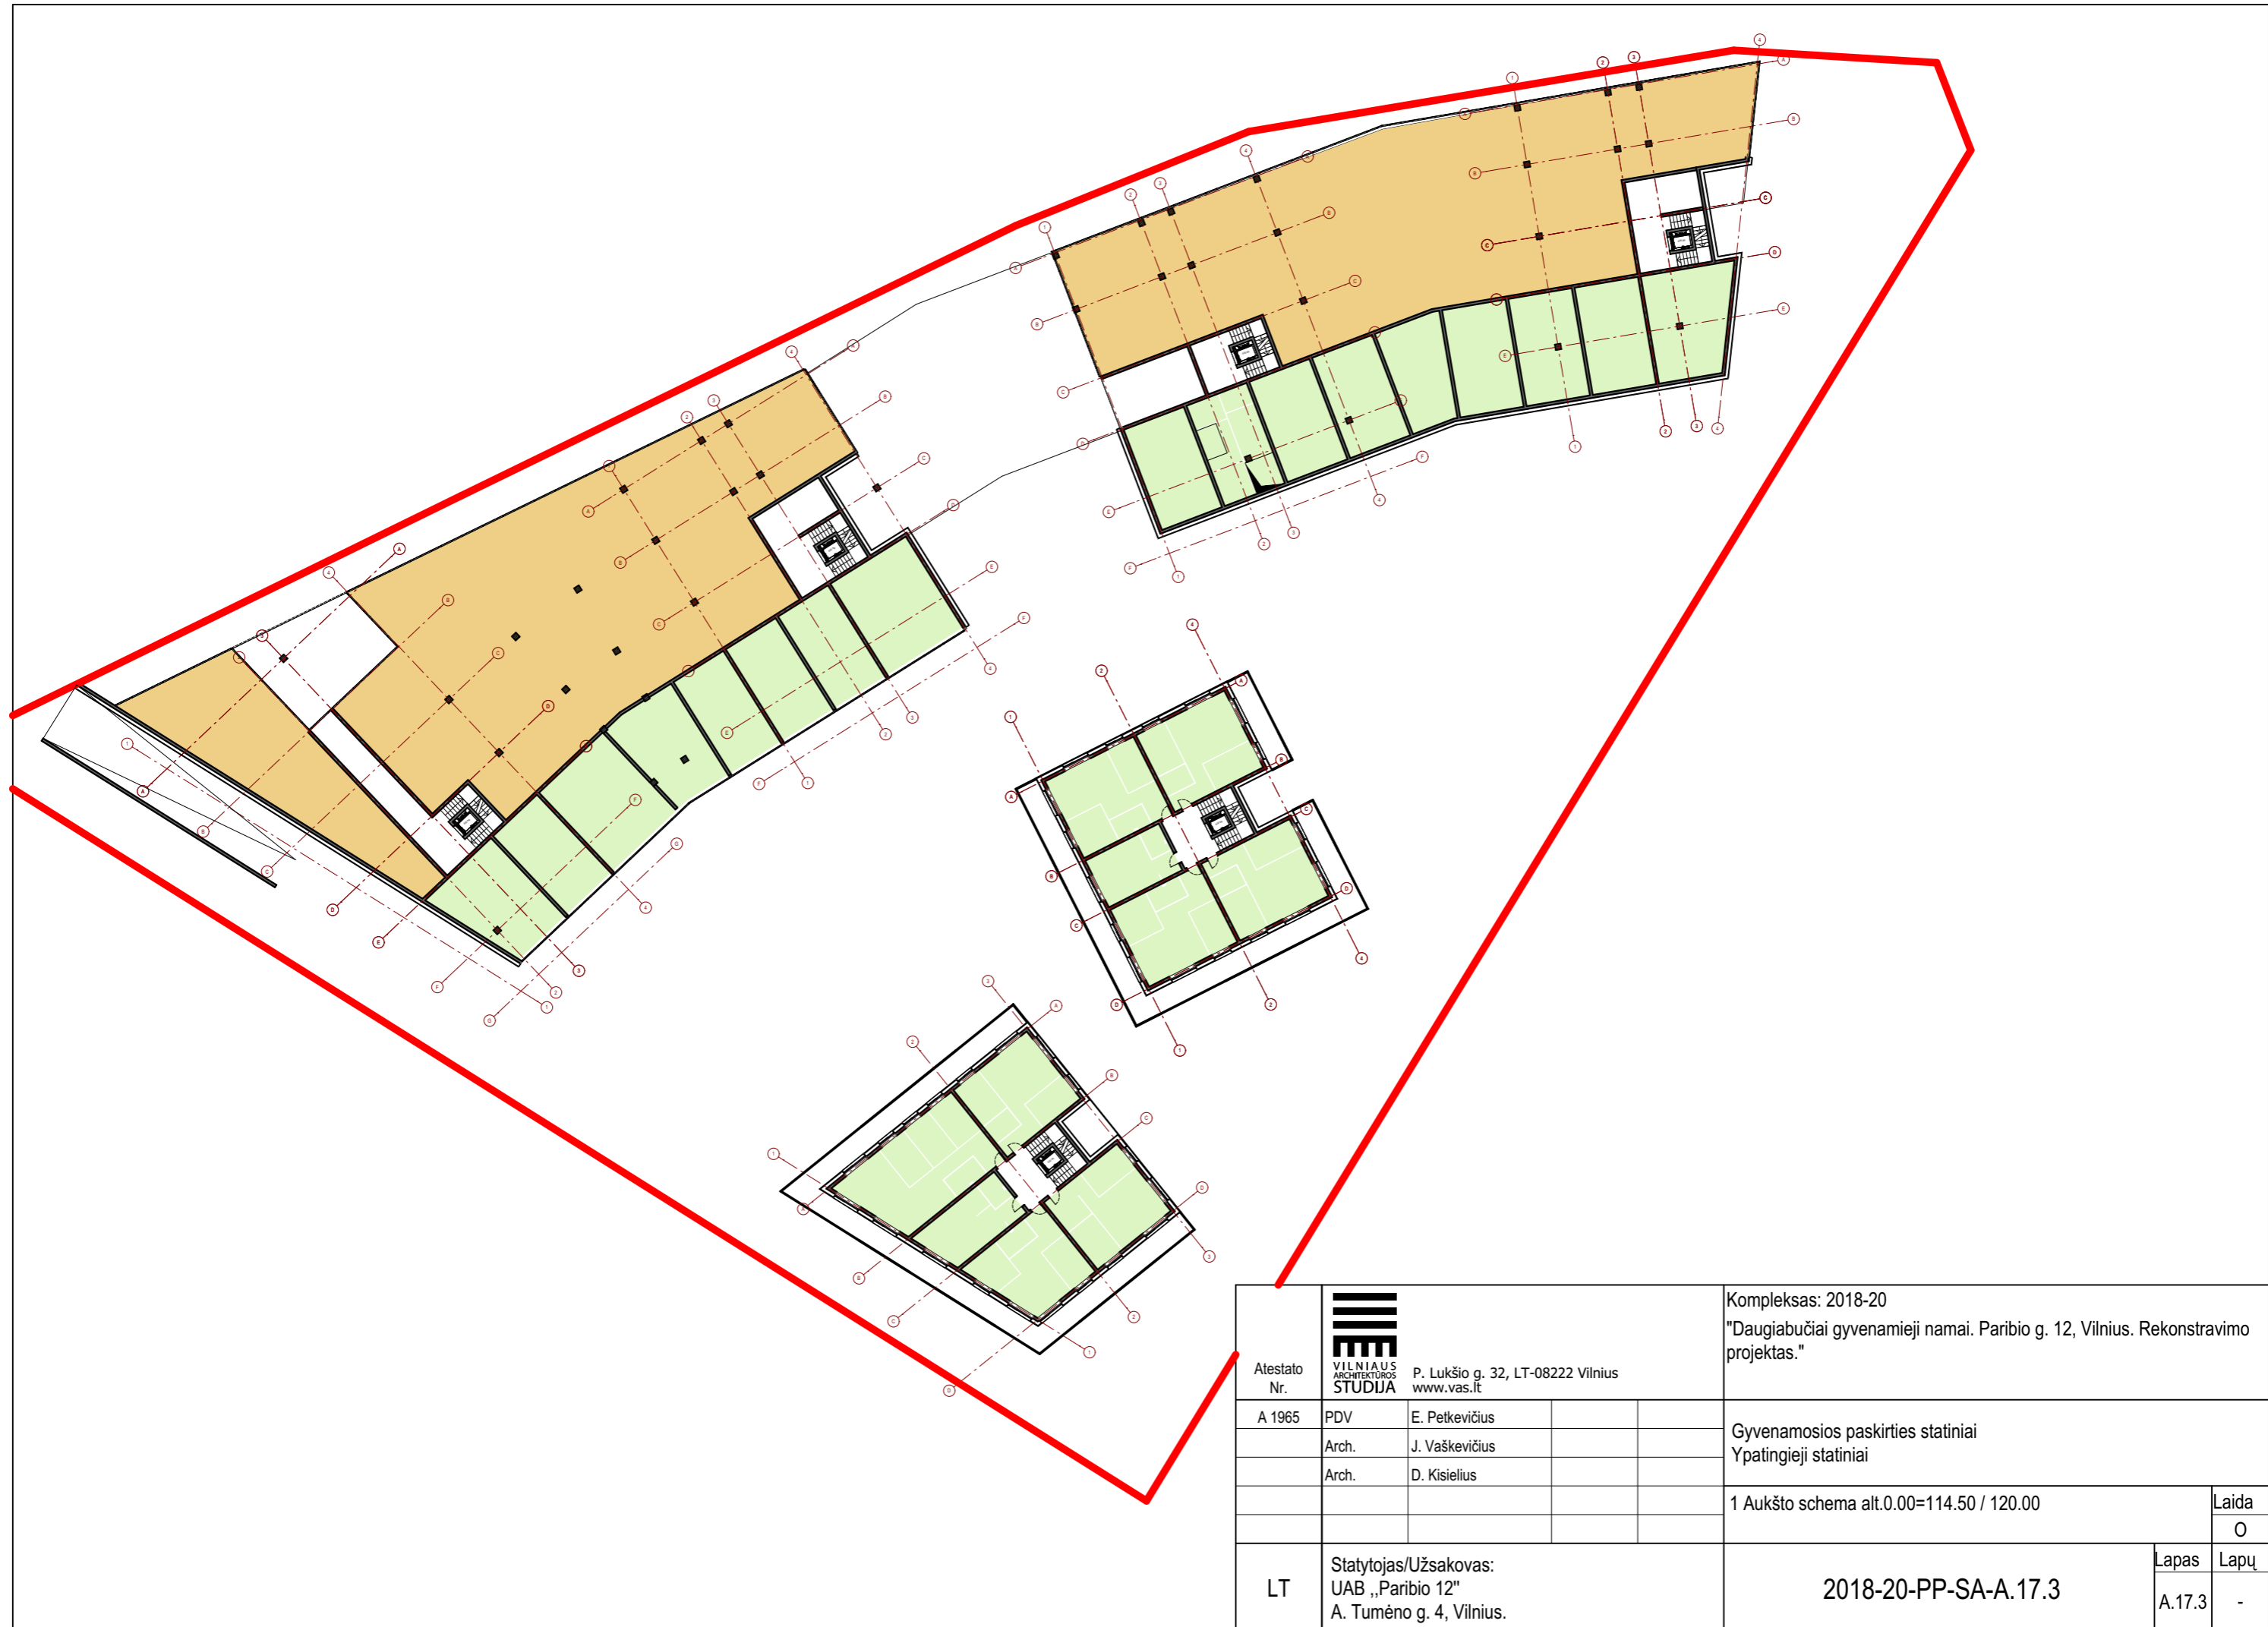 Atestato
Nr.
VILNIAUS
ARCHITEKTŪROS
STUDIJA
P. Lukšio g. 32, LT-08222 Vilnius
www.vas.lt
Kompleksas: 2018-20
"Daugiabučiai gyvenamieji namai. Paribio g. 12, Vilnius. Rekonstravimo
projektas."
A 1965 PDV E. Petkevičius
Arch. J. Vaškevičius
Arch. D. Kisielius
Gyvenamosios paskirties statiniai
Ypatingieji statiniai
1 Aukšto schema alt.0.00=114.50 / 120.00
Laida
O
LT
Statytojas/Užsakovas:
UAB ,,Paribio 12"
A. Tumėno g. 4, Vilnius.
2018-20-PP-SA-A.17.3
Lapas
A.17.3
Lapų
-